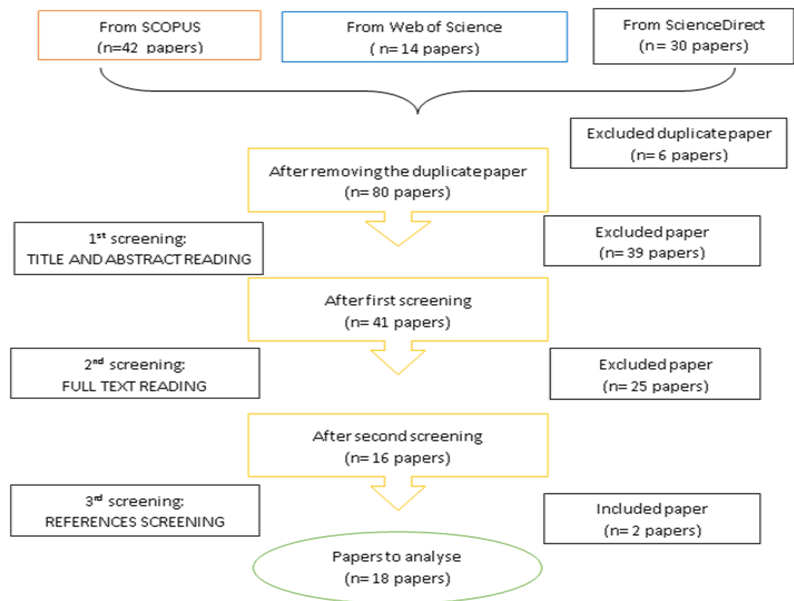 From SCOPUS
(n=42 papers)
From Web of Science
( n= 14 papers)
From ScienceDirect
(n= 30 papers)
Excluded duplicate paper
(n= 6 papers)
After removing the duplicate paper
(n= 80 papers)
1st screening:
TITLE AND ABSTRACT READING
Excluded paper
(n= 39 papers)
After first screening
(n= 41 papers)
2nd screening:
FULL TEXT READING
Excluded paper
(n= 25 papers)
After second screening
(n= 16 papers)
3rd screening:
REFERENCES SCREENING
Included paper
(n= 2 papers)
Papers to analyse
(n= 18 papers)